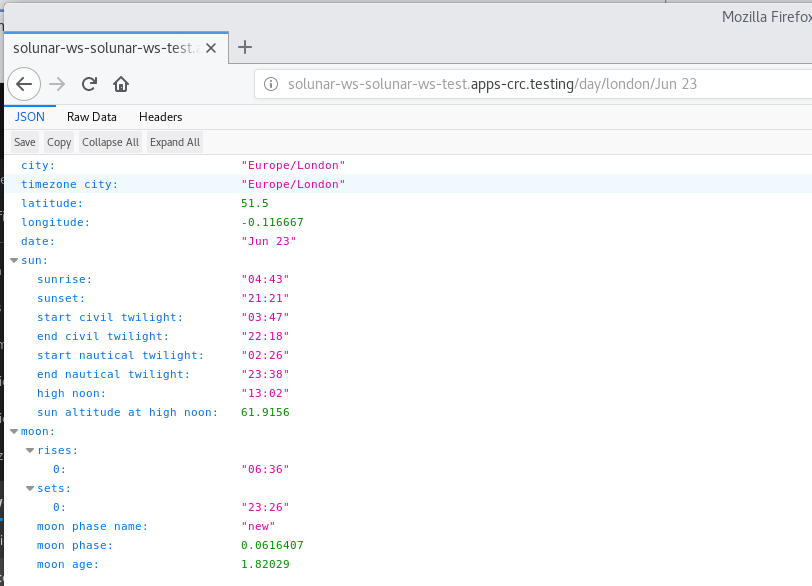 Mozilla Firefox
solunar-ws-solunar-ws-test.
solunar-ws-solunar-ws-test.apps-crc.testing/day/london/Jun 23
JSON Raw Data Headers
Save Copy Collapse All Expand All
city: "Europe/London"
timezone city: "Europe/London"
latitude: 51.5
longitude: -0.116667
date: "Jun 23"
sun:
sunrise: "04:43"
sunset: "21:21"
start civil twilight: "03:47"
end civil twilight: "22:18"
start nautical twilight: "02:26"
end nautical twilight: "23:38"
high noon: "13:02"
sun altitude at high noon: 61.9156
moon:
rises:
0: "06:36"
sets:
0: "23:26"
moon phase name: "new"
moon phase: 0.0616407
moon age: 1.82029